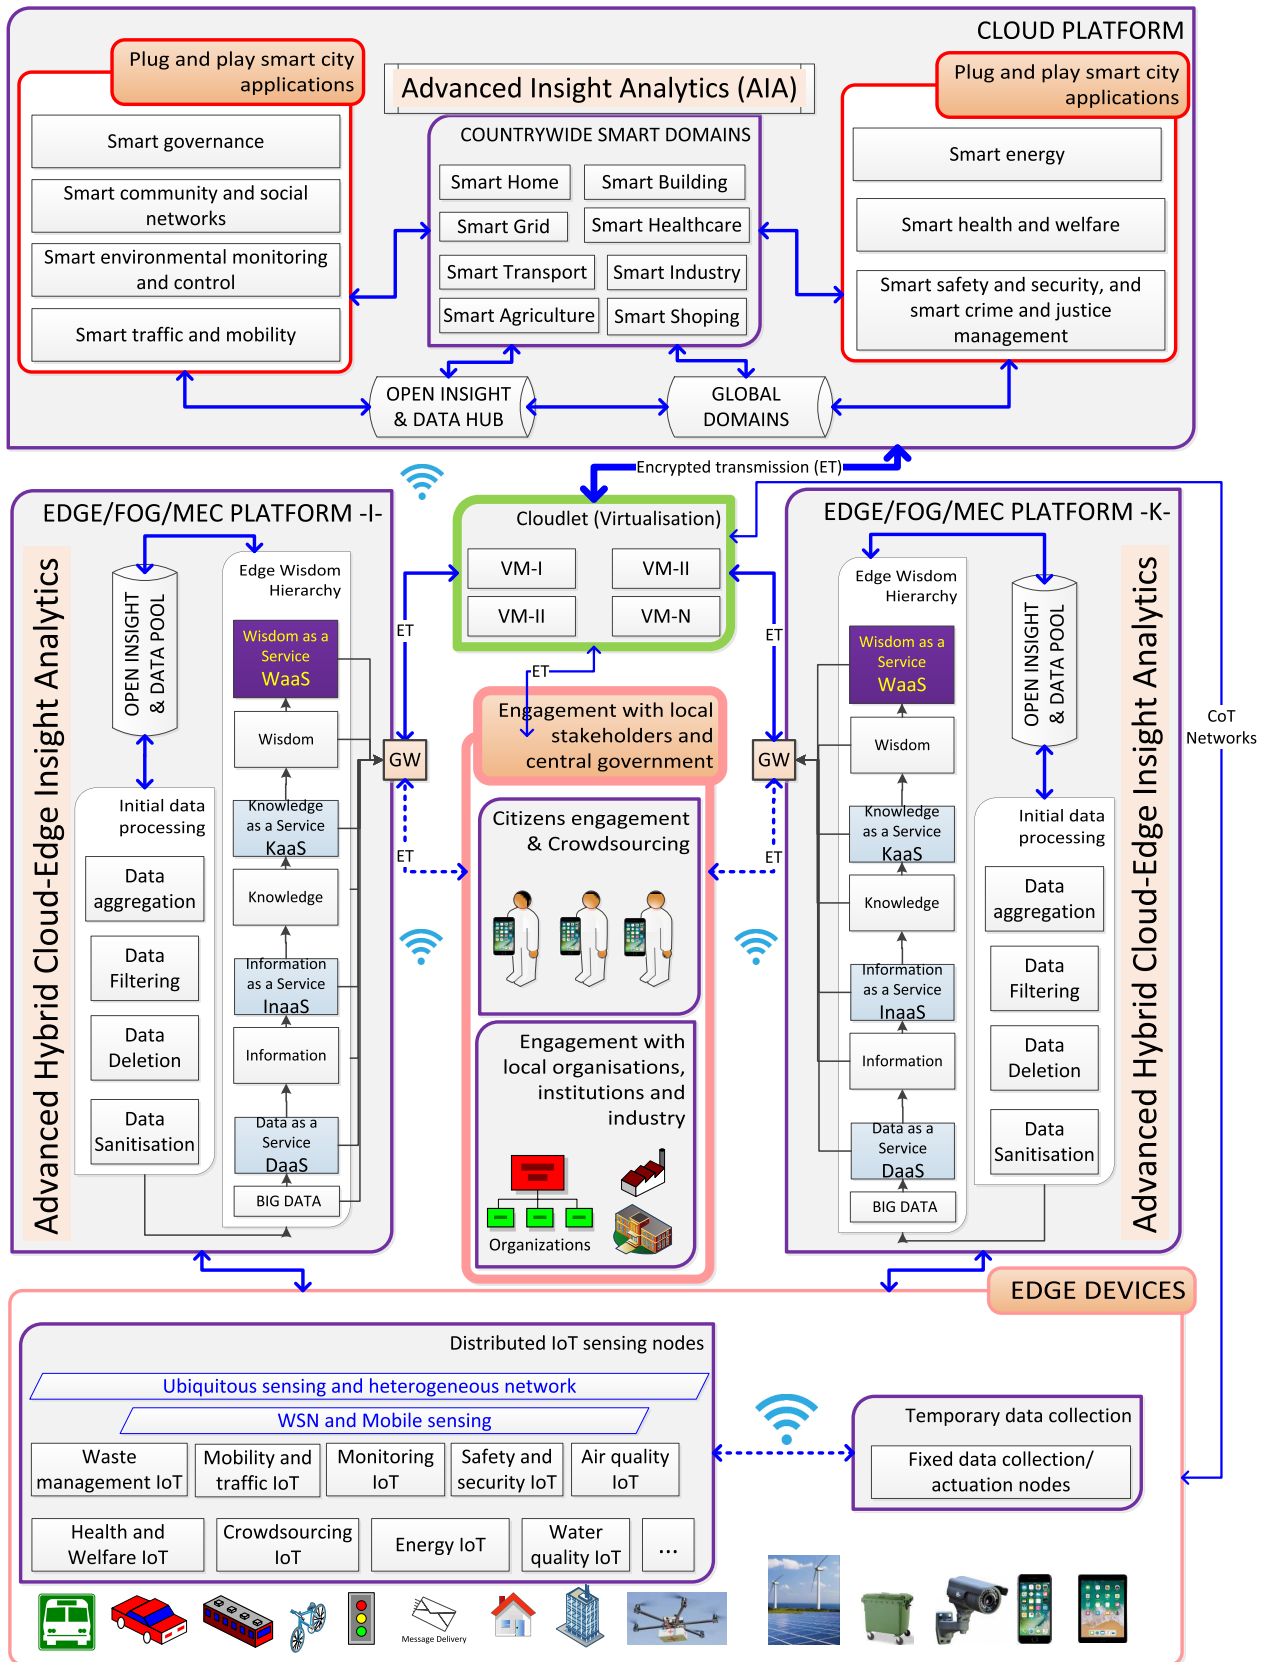 CLOUD PLATFORM
Plug and play smart city
applications
Smart governance
Smart community and social
networks
Smart environmental monitoring
and control
Smart traffic and mobility
Advanced Insight Analytics (AIA)
COUNTRYWIDE SMART DOMAINS
Smart Home
Smart Building
Smart Grid
Smart Healthcare
Smart Transport
Smart Industry
Smart Agriculture
Smart Shoping
Plug and play smart city
applications
Smart energy
Smart health and welfare
Smart safety and security, and
smart crime and justice
management
OPEN INSIGHT
& DATA HUB
GLOBAL
DOMAINS
Encrypted transmission (ET)
EDGE/FOG/MEC PLATFORM -I-
Advanced Hybrid Cloud-Edge Insight Analytics
OPEN INSIGHT
& DATA POOL
Edge Wisdom
Hierarchy
Wisdom as a
Service
WaaS
Wisdom
Knowledge
as a Service
KaaS
Knowledge
Information
as a Service
InaaS
Information
Data as a
Service
DaaS
BIG DATA
Initial data
processing
Data
aggregation
Data
Filtering
Data
Deletion
Data
Sanitisation
GW
ET
ET
Cloudlet (Virtualisation)
VM-I
VM-II
VM-II
VM-N
ET
Engagement with local
stakeholders and
central government
Citizens engagement
& Crowdsourcing
Engagement with
local organisations,
institutions and
industry
Organizations
ET
GW
ET
EDGE/FOG/MEC PLATFORM -K-
Edge Wisdom
Hierarchy
Wisdom as a
Service
WaaS
Wisdom
Knowledge
as a Service
KaaS
Knowledge
Information
as a Service
InaaS
Information
Data as a
Service
DaaS
BIG DATA
OPEN INSIGHT
& DATA POOL
Initial data
processing
Data
aggregation
Data
Filtering
Data
Deletion
Data
Sanitisation
Advanced Hybrid Cloud-Edge Insight Analytics
CoT
Networks
EDGE DEVICES
Distributed IoT sensing nodes
Ubiquitous sensing and heterogeneous network
WSN and Mobile sensing
Waste
management IoT
Mobility and
traffic IoT
Monitoring
IoT
Safety and
security IoT
Air quality
IoT
Health and
Welfare IoT
Crowdsourcing
IoT
Energy IoT
Water
quality IoT
...
Temporary data collection
Fixed data collection/
actuation nodes
Message Delivery